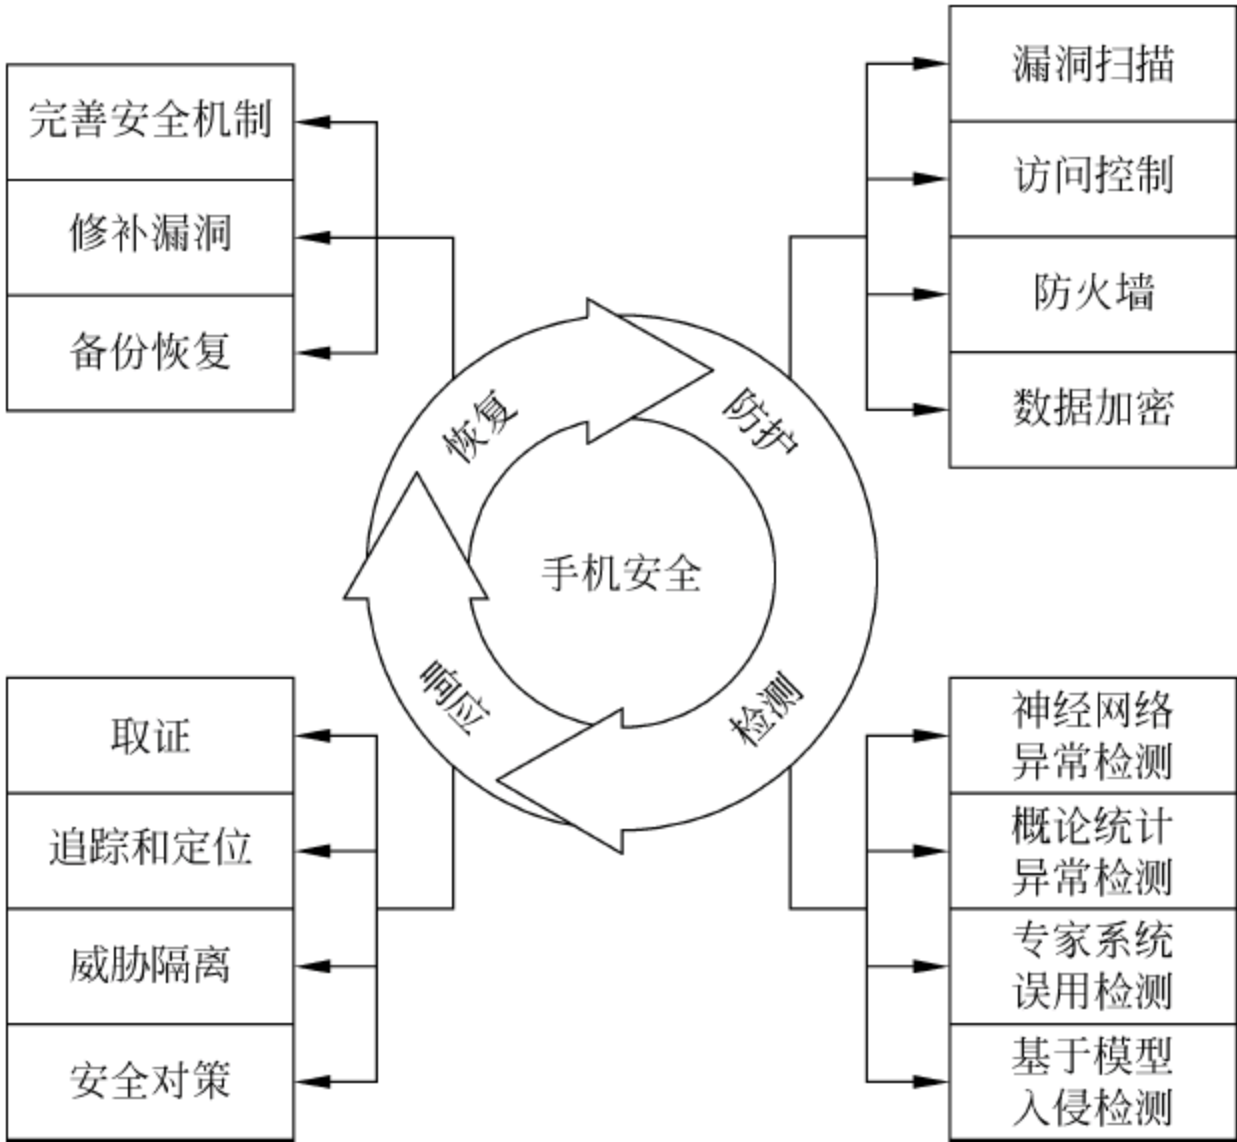 完善安全机制
修补漏洞
备份恢复
漏洞扫描
访问控制
防火墙
数据加密
恢复
防护
手机安全
响应
检测
取证
追踪和定位
威胁隔离
安全对策
神经网络
异常检测
概论统计
异常检测
专家系统
误用检测
基于模型
入侵检测